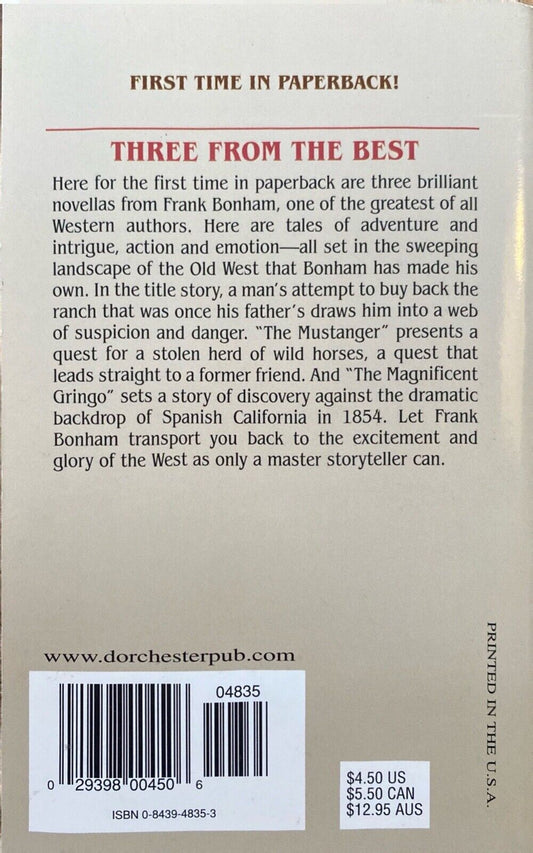 FIRST TIME IN PAPERBACK!
THREE FROM THE BEST
Here for the first time in paperback are three brilliant
novellas from Frank Bonham, one of the greatest of all
Western authors. Here are tales of adventure and
intrigue, action and emotion—all set in the sweeping
landscape of the Old West that Bonham has made his
own. In the title story, a man's attempt to buy back the
ranch that was once his father's draws him into a web
of suspicion and danger. "The Mustanger" presents a
quest for a stolen herd of wild horses, a quest that
leads straight to a former friend. And "The Magnificent
Gringo" sets a story of discovery against the dramatic
backdrop of Spanish California in 1854. Let Frank
Bonham transport you back to the excitement and
glory of the West as only a master storyteller can.
www.dorchesterpub.com
04835
0 29398 00450 6
ISBN 0-8439-4835-3
$4.50 US
$5.50 CAN
$12.95 AUS
PRINTED IN THE U.S.A.